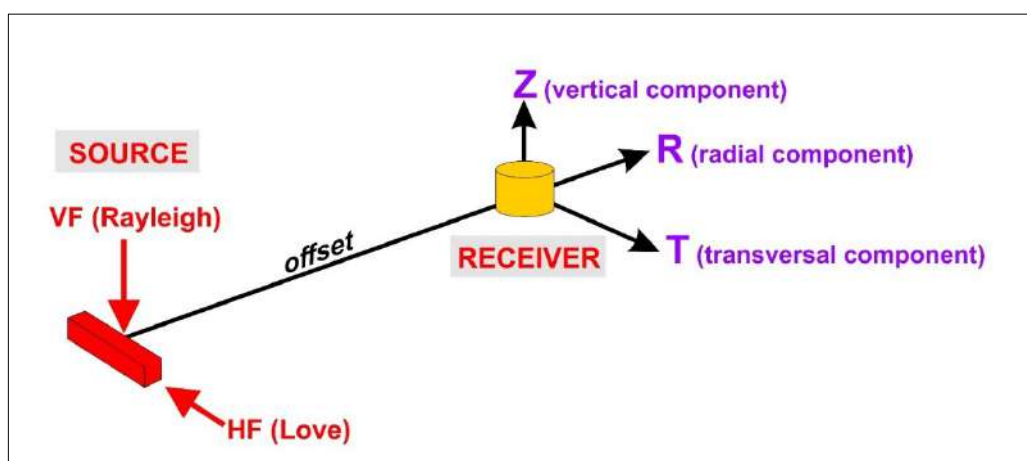 Z (vertical component)
SOURCE
R (radial component)
VF (Rayleigh)
offset
RECEIVER
T (transversal component)
HF (Love)